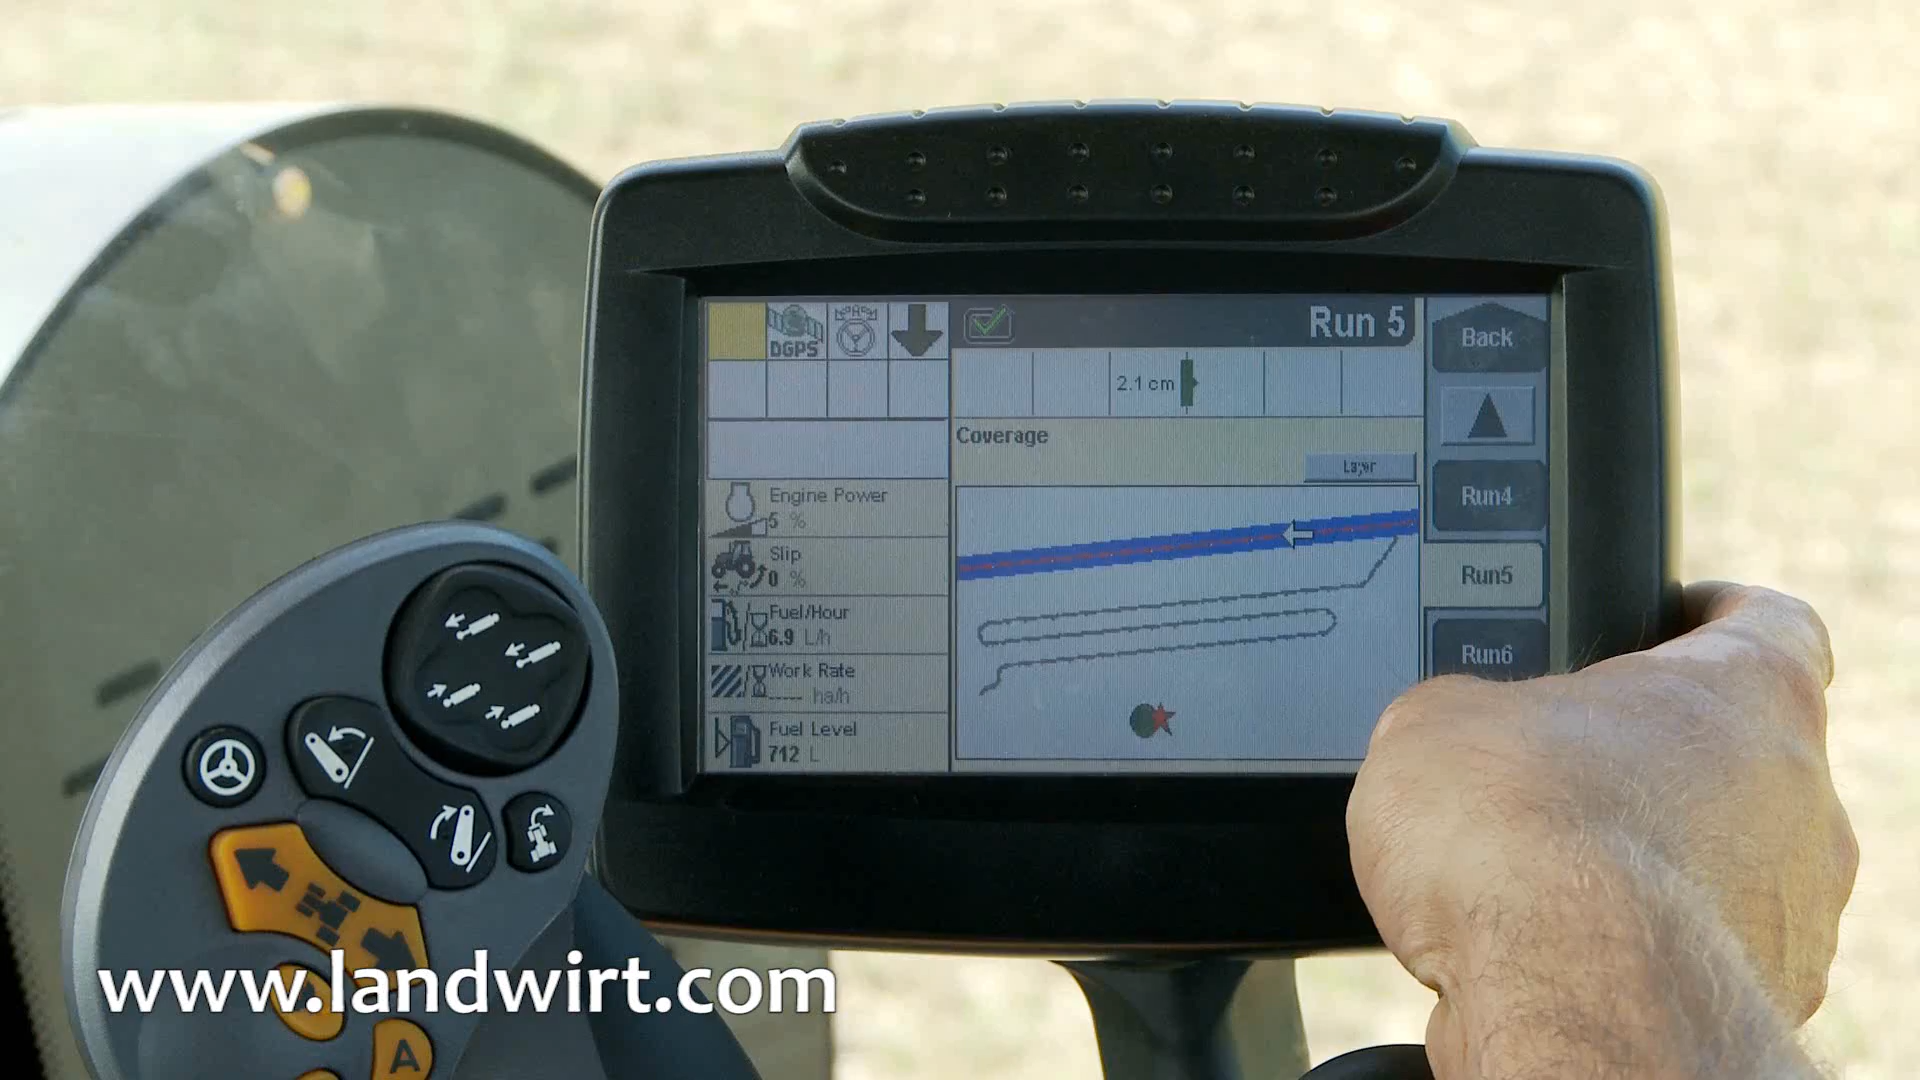 DGPS
Engine Power
5 %
Slip
0 %
Fuel/Hour
6.9 L/h
Work Rate
----- ha/h
Fuel Level
712 L
Run 5
2.1 cm
Coverage
Layer
Back
Run4
Run5
Run6
A
www.landwirt.com